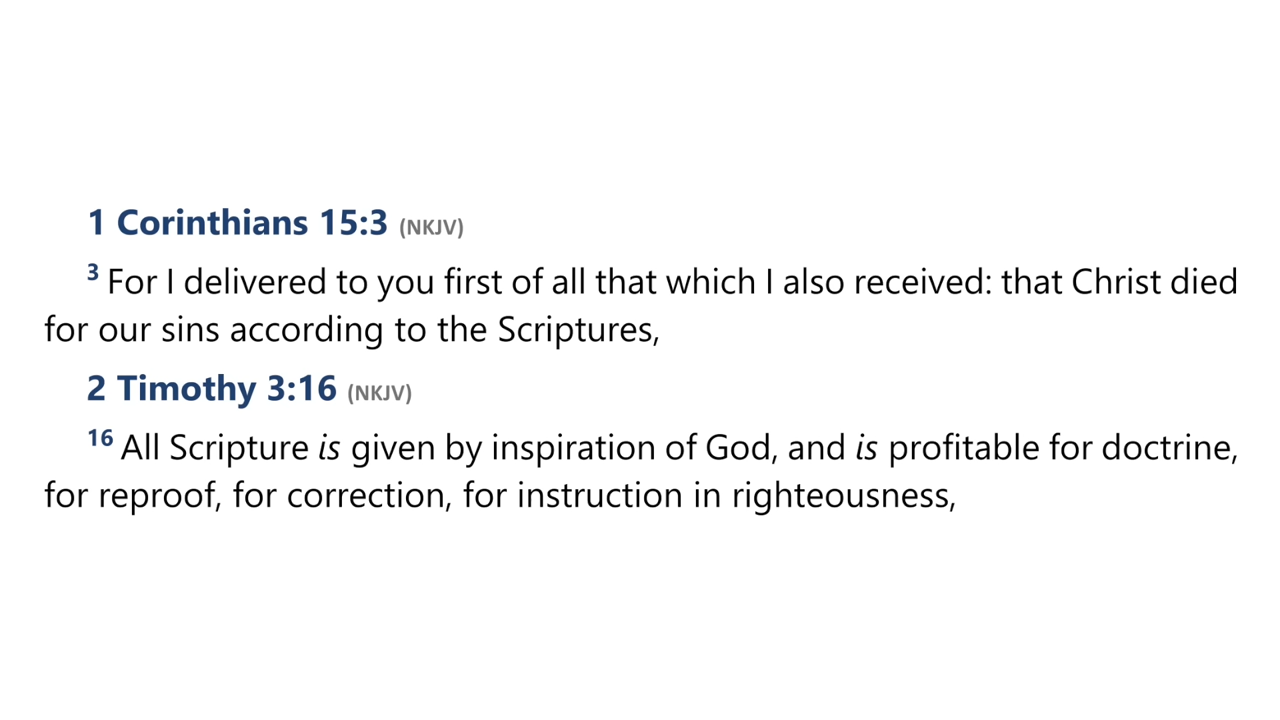 1 Corinthians 15:3 (NKJV)
3 For I delivered to you first of all that which I also received: that Christ died
for our sins according to the Scriptures,
2 Timothy 3:16 (NKJV)
16 All Scripture is given by inspiration of God, and is profitable for doctrine,
for reproof, for correction, for instruction in righteousness,